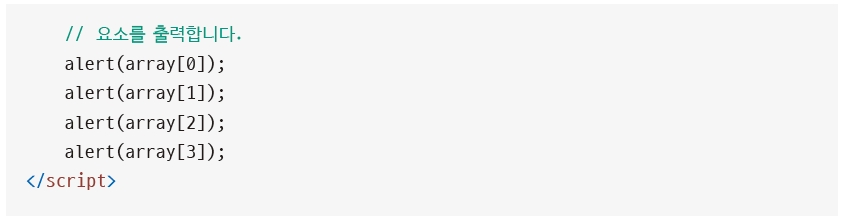 // 요소를 출력합니다.
alert(array[0]);
alert(array[1]);
alert(array[2]);
alert(array[3]);
</script>